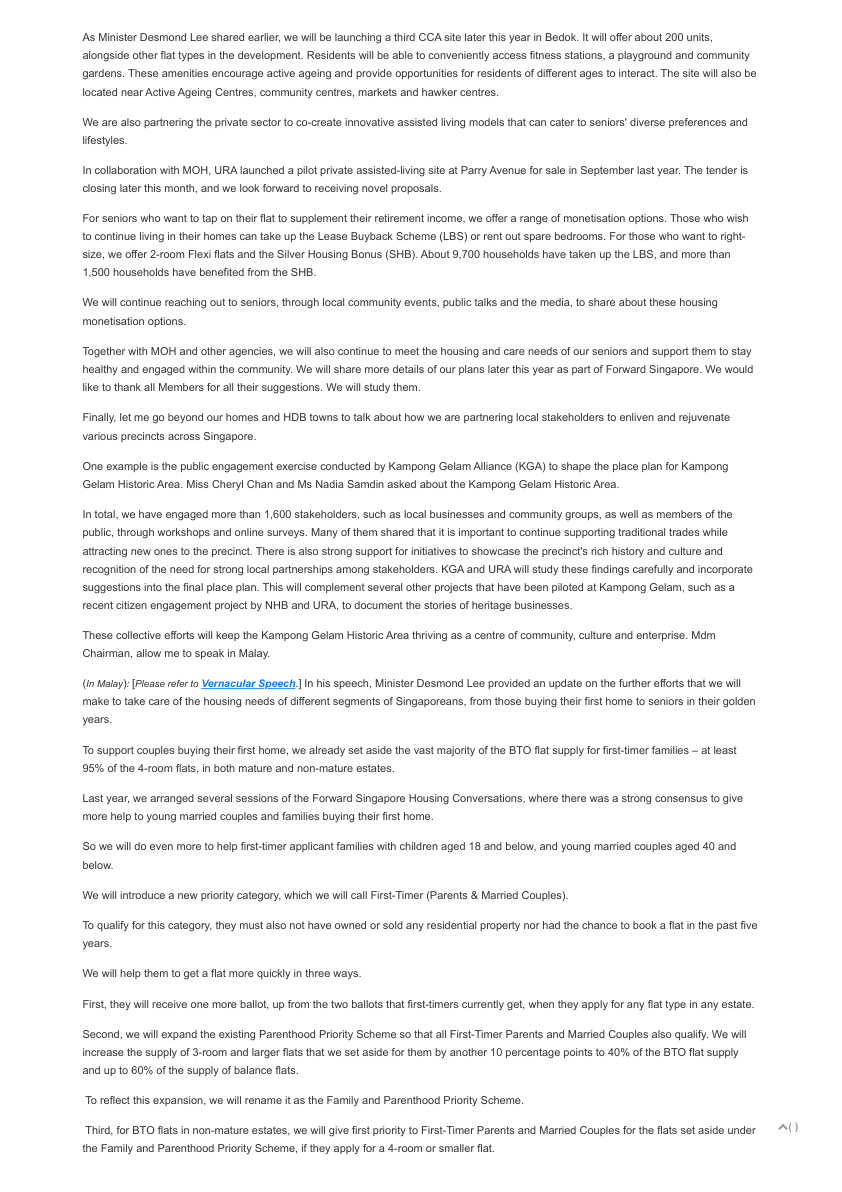 As Minister Desmond Lee shared earlier, we will be launching a third CCA site later this year in Bedok. It will offer about 200 units,
alongside other flat types in the development. Residents will be able to conveniently access fitness stations, a playground and community
gardens. These amenities encourage active ageing and provide opportunities for residents of different ages to interact. The site will also be
located near Active Ageing Centres, community centres, markets and hawker centres.
We are also partnering the private sector to co-create innovative assisted living models that can cater to seniors' diverse preferences and
lifestyles.
In collaboration with MOH, URA launched a pilot private assisted-living site at Parry Avenue for sale in September last year. The tender is
closing later this month, and we look forward to receiving novel proposals.
For seniors who want to tap on their flat to supplement their retirement income, we offer a range of monetisation options. Those who wish
to continue living in their homes can take up the Lease Buyback Scheme (LBS) or rent out spare bedrooms. For those who want to right-
size, we offer 2-room Flexi flats and the Silver Housing Bonus (SHB). About 9,700 households have taken up the LBS, and more than
1,500 households have benefited from the SHB.
We will continue reaching out to seniors, through local community events, public talks and the media, to share about these housing
monetisation options.
Together with MOH and other agencies, we will also continue to meet the housing and care needs of our seniors and support them to stay
healthy and engaged within the community. We will share more details of our plans later this year as part of Forward Singapore. We would
like to thank all Members for all their suggestions. We will study them.
Finally, let me go beyond our homes and HDB towns to talk about how we are partnering local stakeholders to enliven and rejuvenate
various precincts across Singapore.
One example is the public engagement exercise conducted by Kampong Gelam Alliance (KGA) to shape the place plan for Kampong
Gelam Historic Area. Miss Cheryl Chan and Ms Nadia Samdin asked about the Kampong Gelam Historic Area.
In total, we have engaged more than 1,600 stakeholders, such as local businesses and community groups, as well as members of the
public, through workshops and online surveys. Many of them shared that it is important to continue supporting traditional trades while
attracting new ones to the precinct. There is also strong support for initiatives to showcase the precinct's rich history and culture and
recognition of the need for strong local partnerships among stakeholders. KGA and URA will study these findings carefully and incorporate
suggestions into the final place plan. This will complement several other projects that have been piloted at Kampong Gelam, such as a
recent citizen engagement project by NHB and URA, to document the stories of heritage businesses.
These collective efforts will keep the Kampong Gelam Historic Area thriving as a centre of community, culture and enterprise. Mdm
Chairman, allow me to speak in Malay.
(In Malay): [Please refer to Vernacular Speech.] In his speech, Minister Desmond Lee provided an update on the further efforts that we will
make to take care of the housing needs of different segments of Singaporeans, from those buying their first home to seniors in their golden
years.
To support couples buying their first home, we already set aside the vast majority of the BTO flat supply for first-timer families – at least
95% of the 4-room flats, in both mature and non-mature estates.
Last year, we arranged several sessions of the Forward Singapore Housing Conversations, where there was a strong consensus to give
more help to young married couples and families buying their first home.
So we will do even more to help first-timer applicant families with children aged 18 and below, and young married couples aged 40 and
below.
We will introduce a new priority category, which we will call First-Timer (Parents & Married Couples).
To qualify for this category, they must also not have owned or sold any residential property nor had the chance to book a flat in the past five
years.
We will help them to get a flat more quickly in three ways.
First, they will receive one more ballot, up from the two ballots that first-timers currently get, when they apply for any flat type in any estate.
Second, we will expand the existing Parenthood Priority Scheme so that all First-Timer Parents and Married Couples also qualify. We will
increase the supply of 3-room and larger flats that we set aside for them by another 10 percentage points to 40% of the BTO flat supply
and up to 60% of the supply of balance flats.
To reflect this expansion, we will rename it as the Family and Parenthood Priority Scheme.
Third, for BTO flats in non-mature estates, we will give first priority to First-Timer Parents and Married Couples for the flats set aside under
the Family and Parenthood Priority Scheme, if they apply for a 4-room or smaller flat.
( )